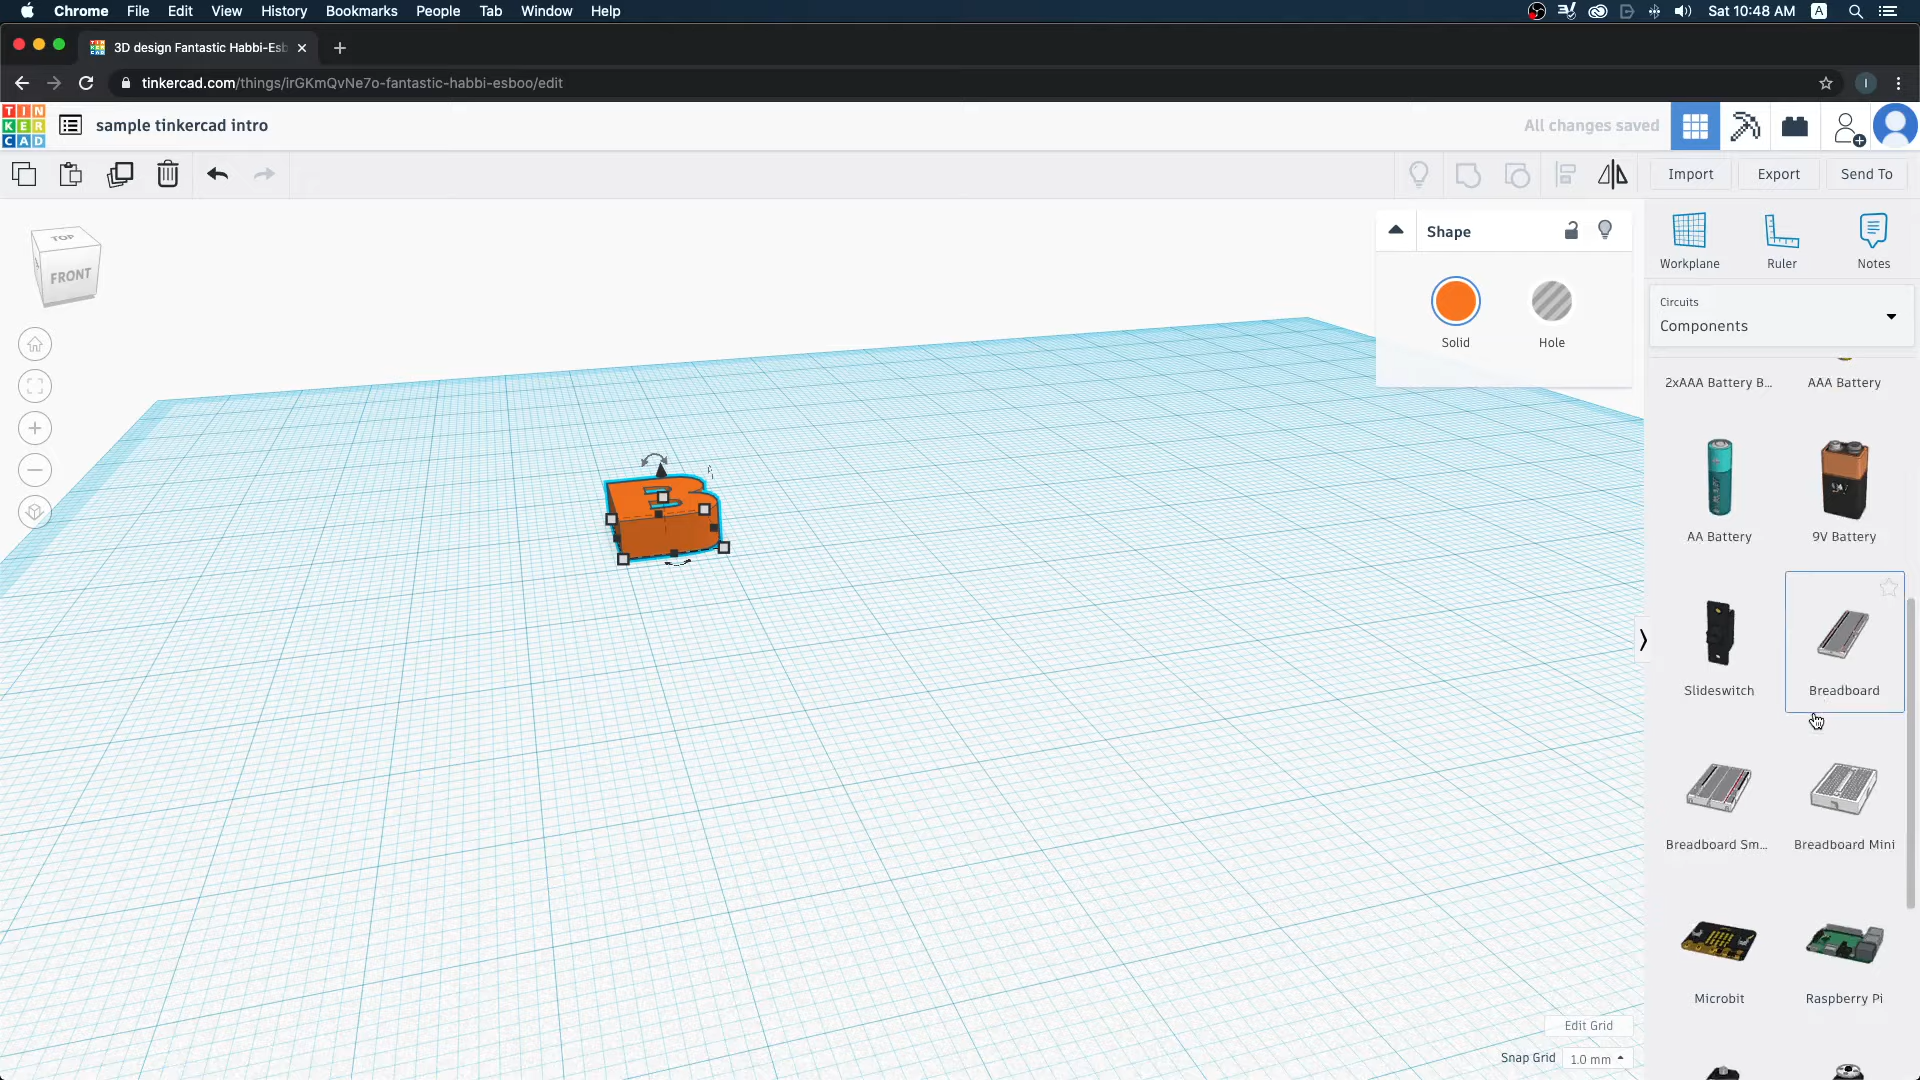 Chrome File Edit View History Bookmarks People Tab Window Help Sat 10:48 AM A
3D design Fantastic Habbi-Esb
tinkercad.com/things/irGKmQvNe7o-fantastic-habbi-esboo/edit I
TIN
KER
CAD
sample tinkercad intro All changes saved
Import Export Send To
TOP
FRONT
Shape
Solid Hole
Workplane Ruler Notes
Circuits
Components
2xAAA Battery B... AAA Battery
AA Battery 9V Battery
Slideswitch Breadboard
Breadboard Sm... Breadboard Mini
Microbit Raspberry Pi
B
Edit Grid
Snap Grid 1.0 mm